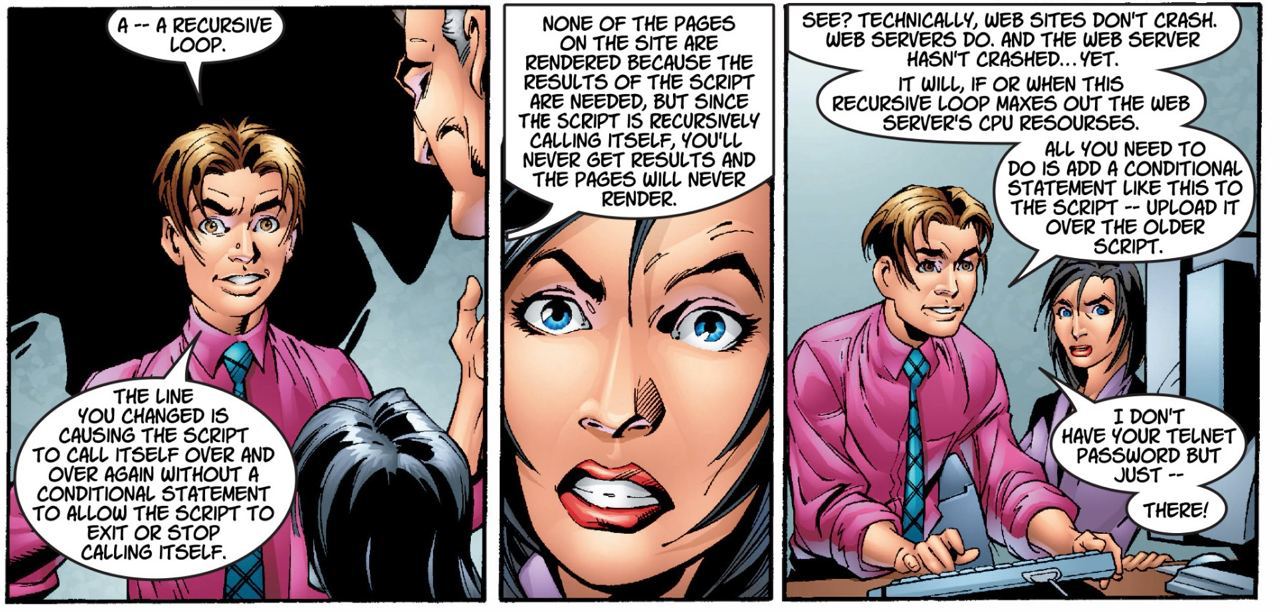 A -- A RECURSIVE
LOOP.
THE LINE
YOU CHANGED IS
CAUSING THE SCRIPT
TO CALL ITSELF OVER AND
OVER AGAIN WITHOUT A
CONDITIONAL STATEMENT
TO ALLOW THE SCRIPT TO
EXIT OR STOP
CALLING ITSELF.
NONE OF THE PAGES
ON THE SITE ARE
RENDERED BECAUSE THE
RESULTS OF THE SCRIPT
ARE NEEDED, BUT SINCE
THE SCRIPT IS RECURSIVELY
CALLING ITSELF, YOU'LL
NEVER GET RESULTS AND
THE PAGES WILL NEVER
RENDER.
SEE? TECHNICALLY, WEB SITES DON'T CRASH.
WEB SERVERS DO. AND THE WEB SERVER
HASN'T CRASHED...YET.
IT WILL, IF OR WHEN THIS
RECURSIVE LOOP MAXES OUT THE WEB
SERVER'S CPU RESOURSES.
ALL YOU NEED TO
DO IS ADD A CONDITIONAL
STATEMENT LIKE THIS TO
THE SCRIPT -- UPLOAD IT
OVER THE OLDER
SCRIPT.
I DON'T
HAVE YOUR TELNET
PASSWORD BUT
JUST --
THERE!